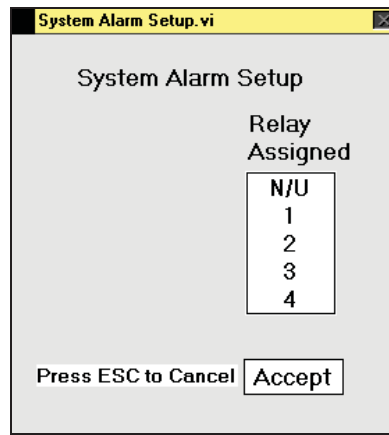 System Alarm Setup.vi
System Alarm Setup
Relay
Assigned
N/U
1
2
3
4
Press ESC to Cancel Accept